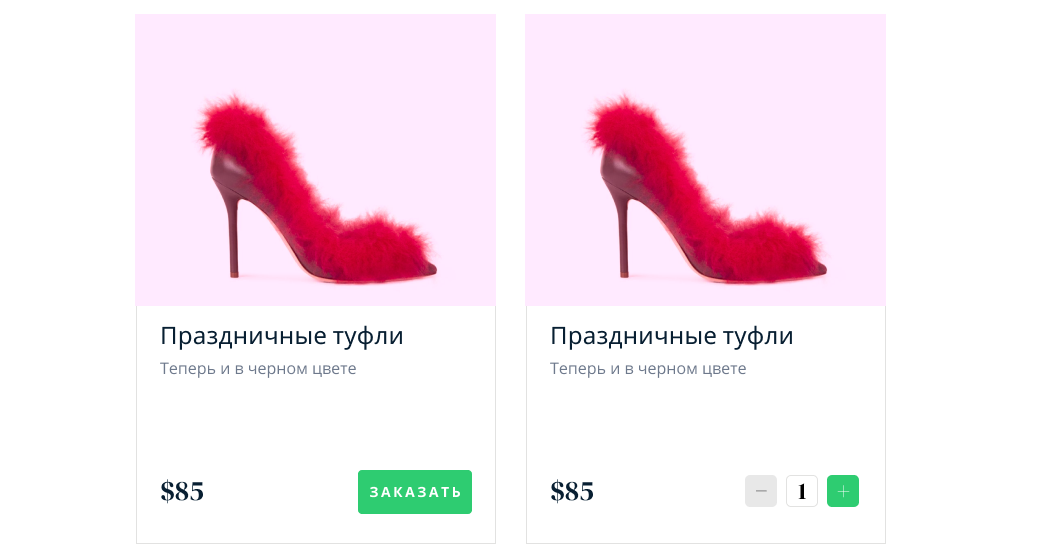 Праздничные туфли
Теперь и в черном цвете
$85
ЗАКАЗАТЬ
Праздничные туфли
Теперь и в черном цвете
$85
− 1 +